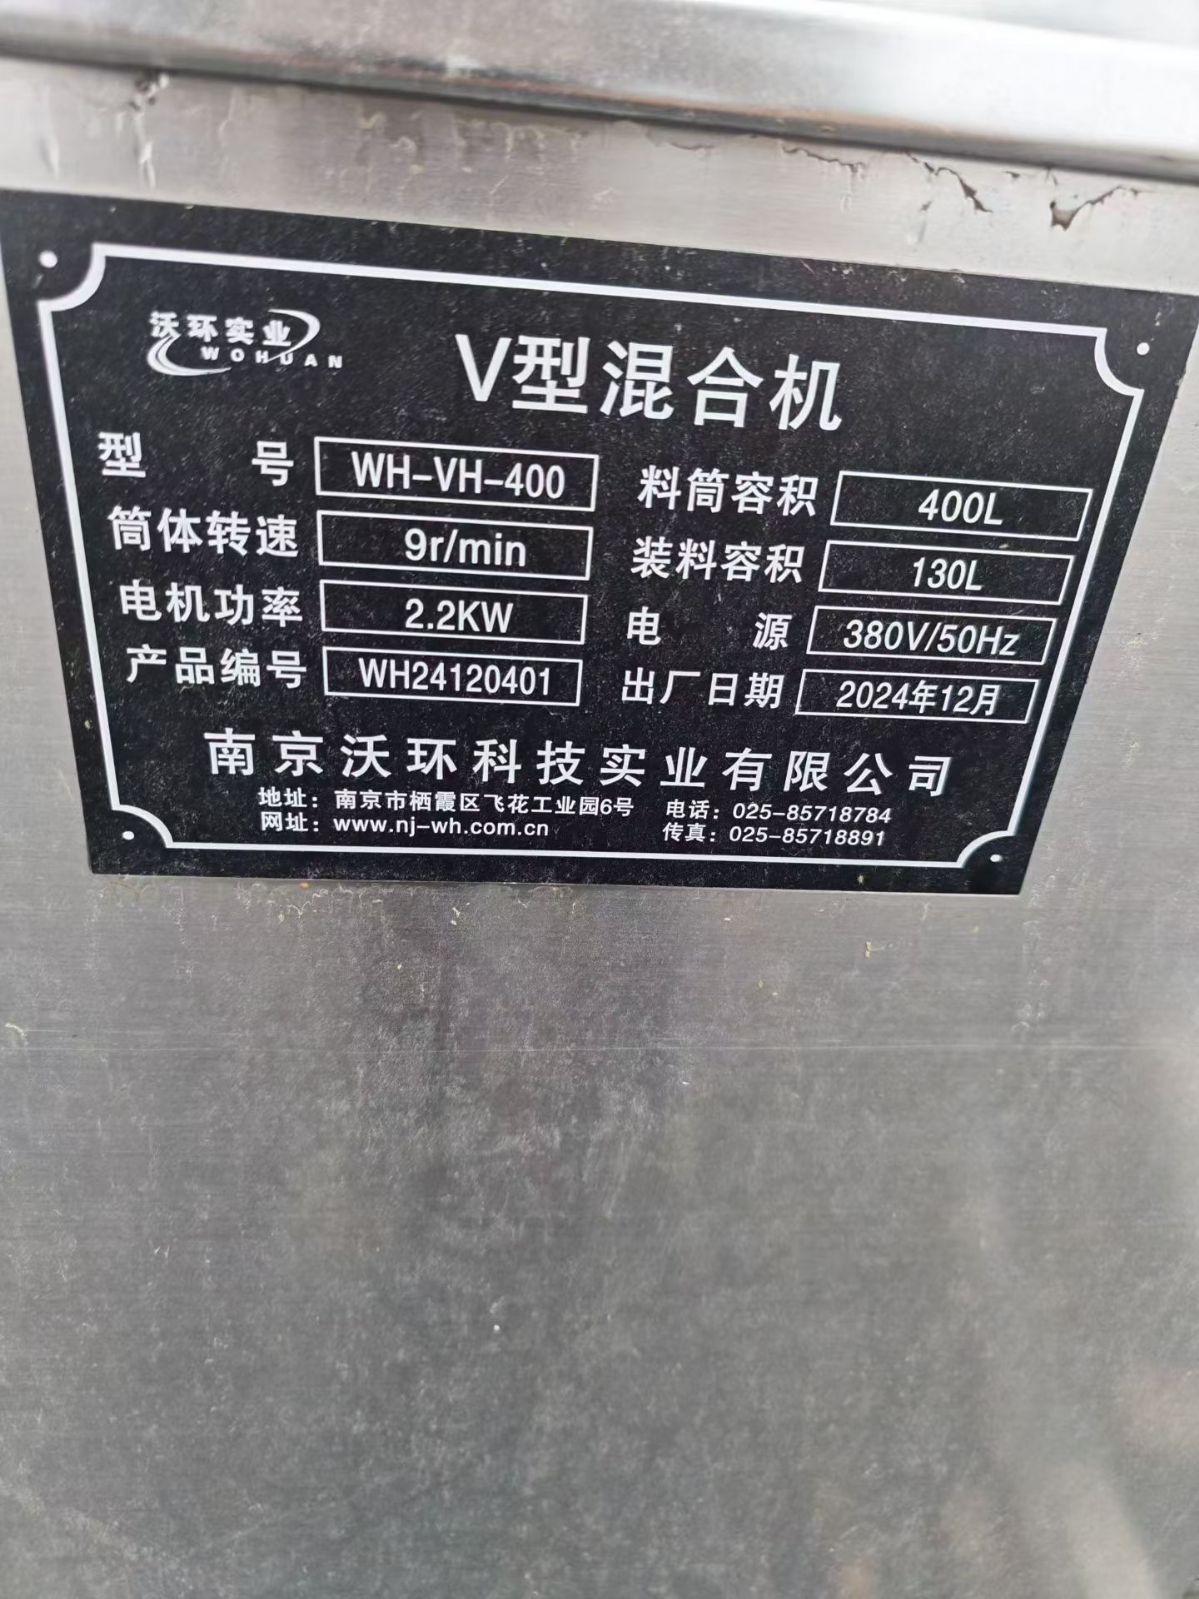 沃环实业
WOHUAN
V型混合机
型号 WH-VH-400 料筒容积 400L
筒体转速 9r/min 装料容积 130L
电机功率 2.2KW 电源 380V/50Hz
产品编号 WH24120401 出厂日期 2024年12月
南京沃环科技实业有限公司
地址：南京市栖霞区飞花工业园6号 电话：025-85718784
网址：www.nj-wh.com.cn 传真：025-85718891